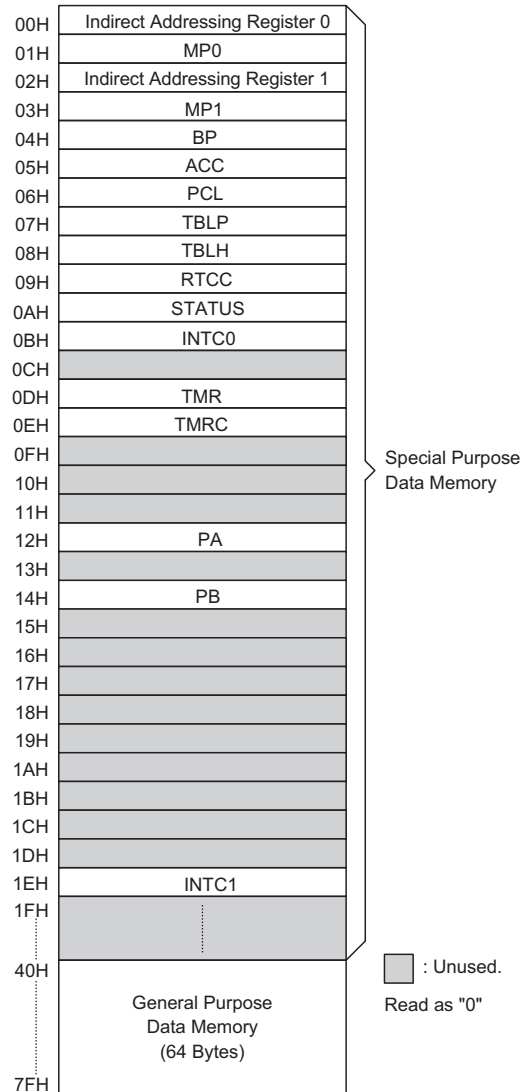 00H Indirect Addressing Register 0
01H MP0
02H Indirect Addressing Register 1
03H MP1
04H BP
05H ACC
06H PCL
07H TBLP
08H TBLH
09H RTCC
0AH STATUS
0BH INTC0
0CH
0DH TMR
0EH TMRC
0FH
10H
11H
12H PA
13H
14H PB
15H
16H
17H
18H
19H
1AH
1BH
1CH
1DH
1EH INTC1
1FH
40H
7FH
General Purpose
Data Memory
(64 Bytes)
Special Purpose
Data Memory
: Unused.
Read as "0"